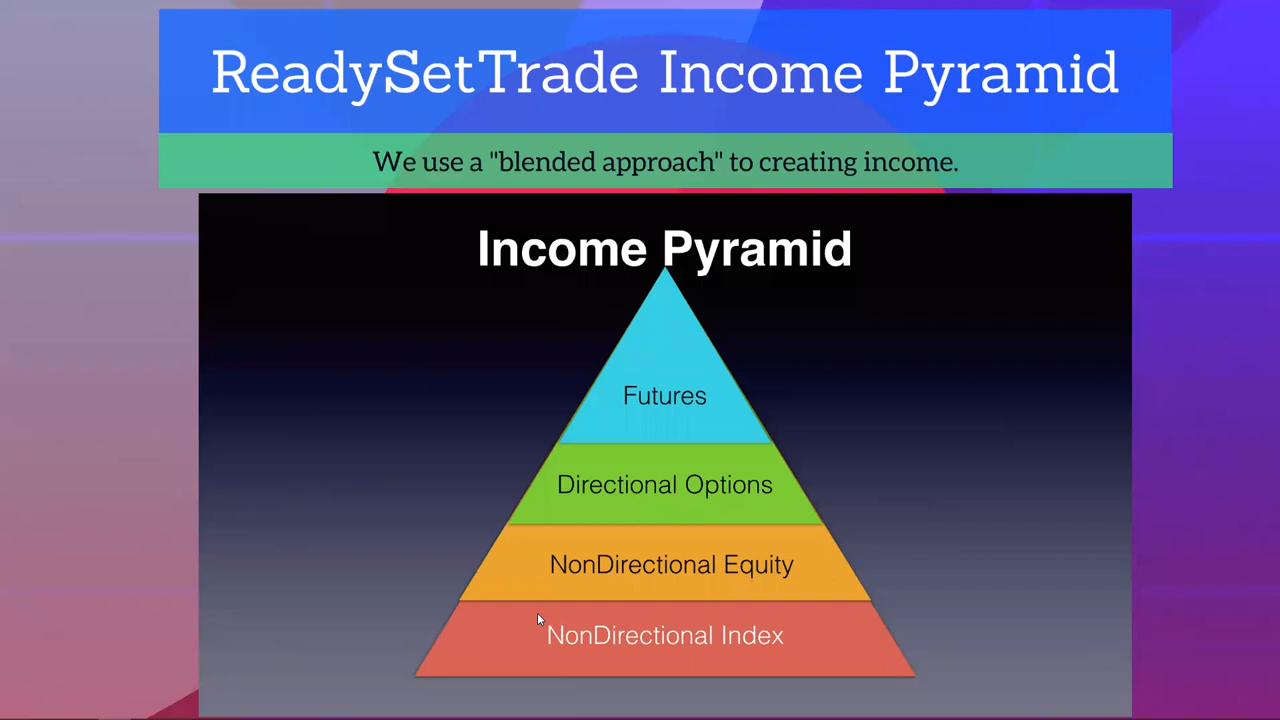 ReadySetTrade Income Pyramid
We use a "blended approach" to creating income.
Income Pyramid
Futures
Directional Options
NonDirectional Equity
NonDirectional Index